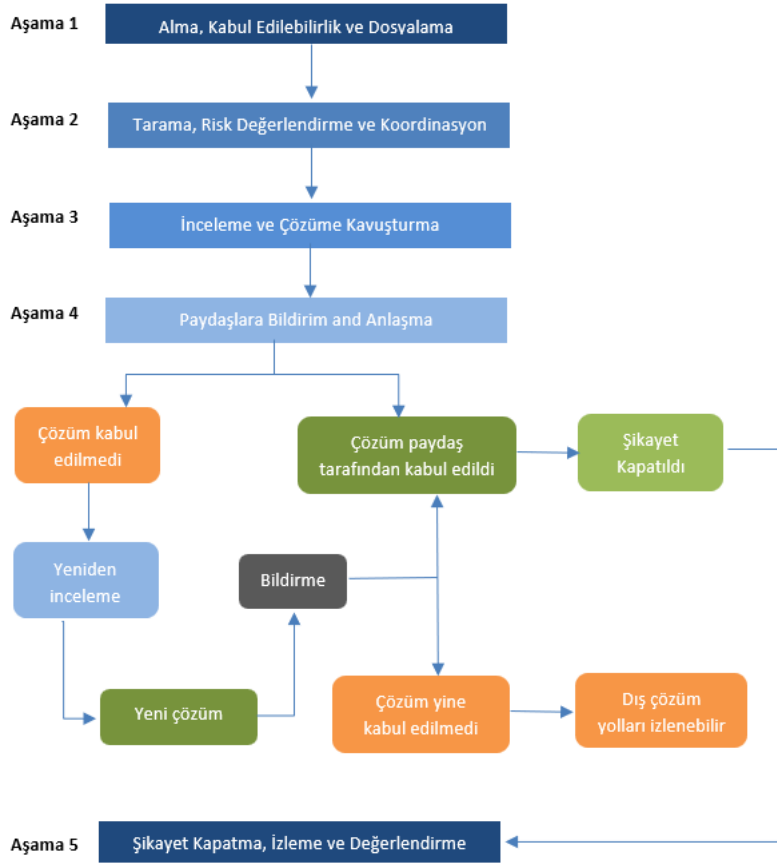 Aşama 1
Alma, Kabul Edilebilirlik ve Dosyalama
Aşama 2
Tarama, Risk Değerlendirme ve Koordinasyon
Aşama 3
İnceleme ve Çözüme Kavuşturma
Aşama 4
Paydaşlara Bildirim and Anlaşma
Çözüm kabul
edilmedi
Çözüm paydaş
tarafından kabul edildi
Şikayet
Kapatıldı
Yeniden
inceleme
Bildirme
Yeni çözüm
Çözüm yine
kabul edilmedi
Dış çözüm
yolları izlenebilir
Aşama 5
Şikayet Kapatma, İzleme ve Değerlendirme